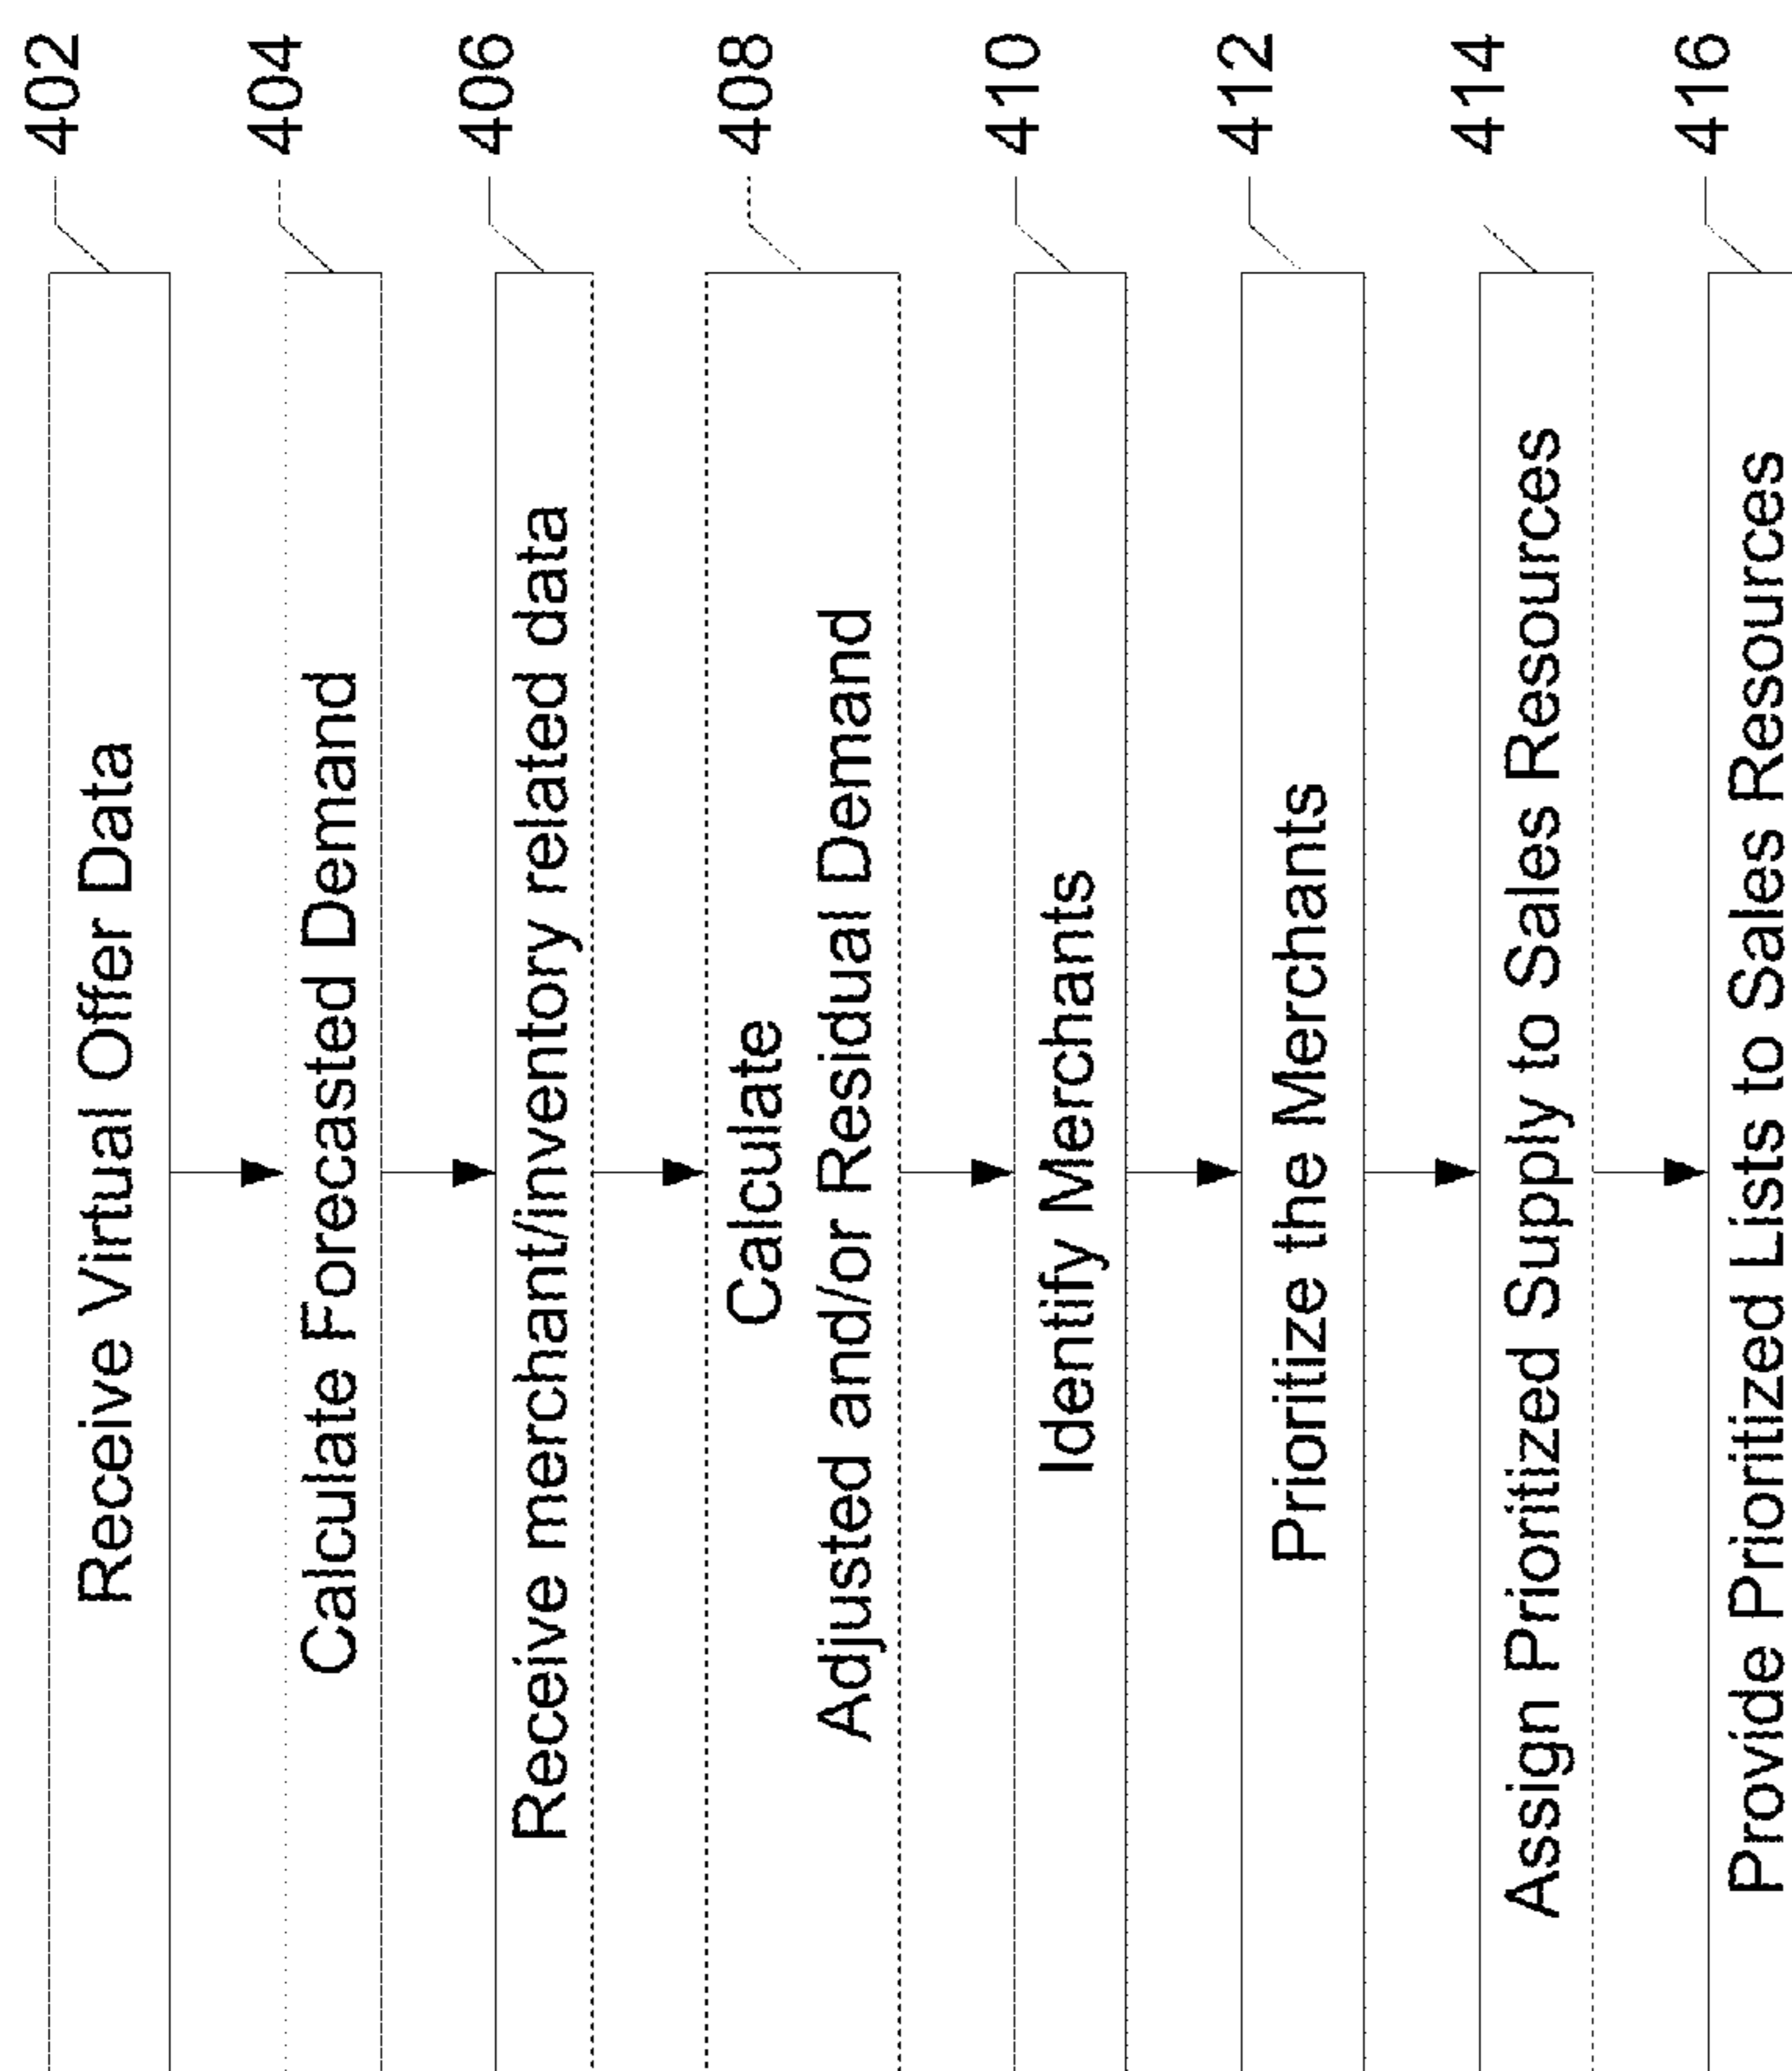 402
Receive Virtual Offer Data
404
Calculate Forecasted Demand
406
Receive merchant/inventory related data
408
Calculate
Adjusted and/or Residual Demand
410
Identify Merchants
412
Prioritize the Merchants
414
Assign Prioritized Supply to Sales Resources
416
Provide Prioritized Lists to Sales Resources